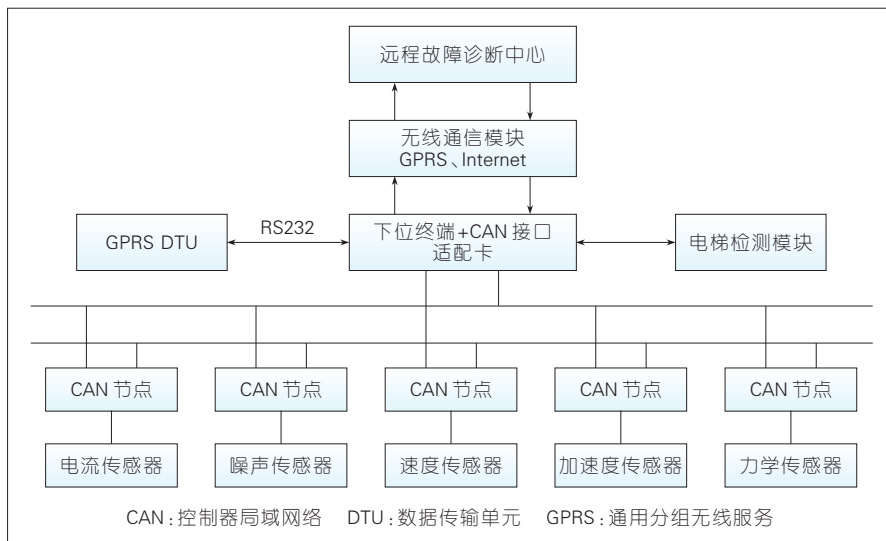 远程故障诊断中心
无线通信模块
GPRS、Internet
RS232
GPRS DTU
下位终端+CAN 接口
适配卡
电梯检测模块
CAN 节点
CAN 节点
CAN 节点
CAN 节点
CAN 节点
电流传感器
噪声传感器
速度传感器
加速度传感器
力学传感器
CAN：控制器局域网络 DTU：数据传输单元 GPRS：通用分组无线服务